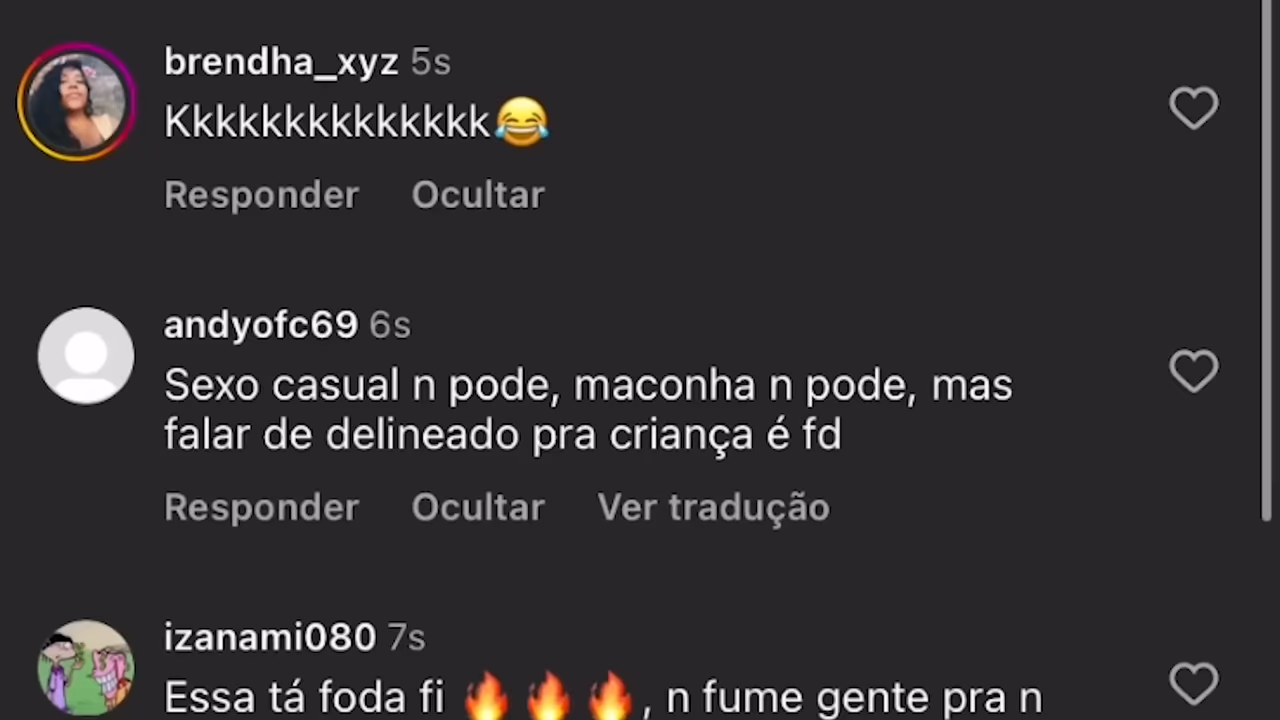 brendha_xyz 5s
Kkkkkkkkkkkkkkk😂
Responder Ocultar
andyofc69 6s
Sexo casual n pode, maconha n pode, mas
falar de delineado pra criança é fd
Responder Ocultar Ver tradução
izanami080 7s
Essa tá foda fi 🔥🔥🔥, n fume gente pra n